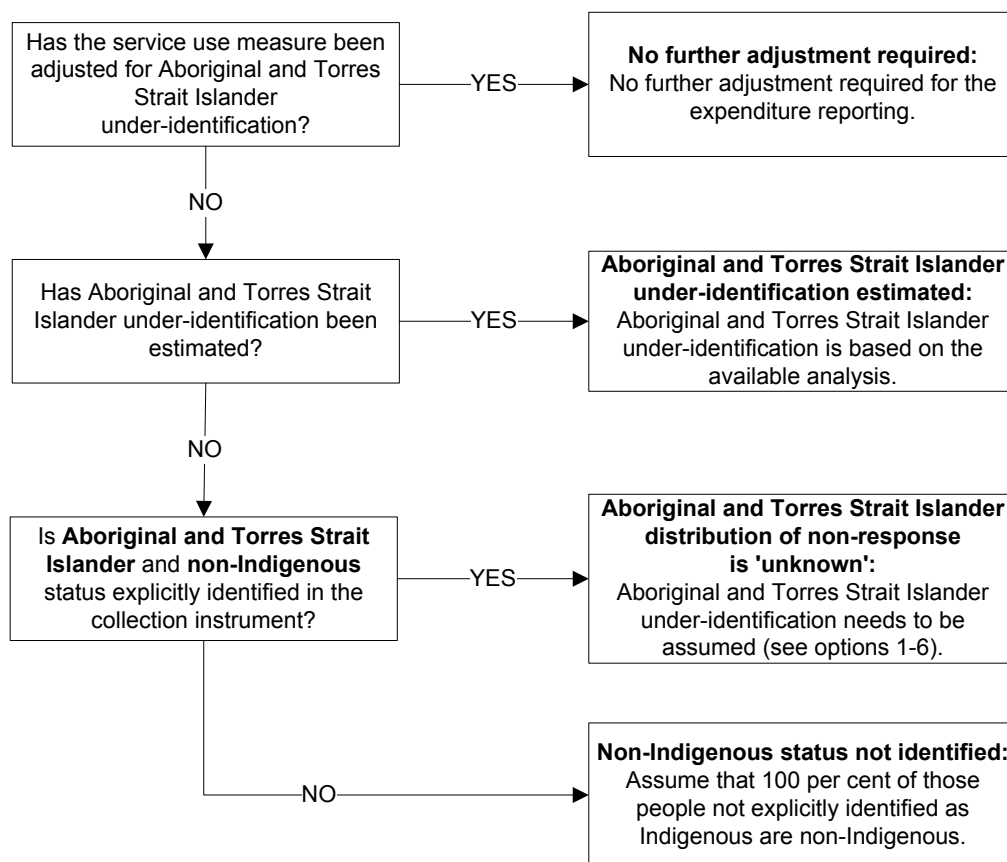 Has the service use measure been
adjusted for Aboriginal and Torres
Strait Islander
under-identification?
YES
No further adjustment required:
No further adjustment required for the
expenditure reporting.
NO
Has Aboriginal and Torres Strait
Islander under-identification been
estimated?
YES
Aboriginal and Torres Strait Islander
under-identification estimated:
Aboriginal and Torres Strait Islander
under-identification is based on the
available analysis.
NO
Is Aboriginal and Torres Strait
Islander and non-Indigenous
status explicitly identified in the
collection instrument?
YES
Aboriginal and Torres Strait Islander
distribution of non-response
is 'unknown':
Aboriginal and Torres Strait Islander
under-identification needs to be
assumed (see options 1-6).
NO
Non-Indigenous status not identified:
Assume that 100 per cent of those
people not explicitly identified as
Indigenous are non-Indigenous.